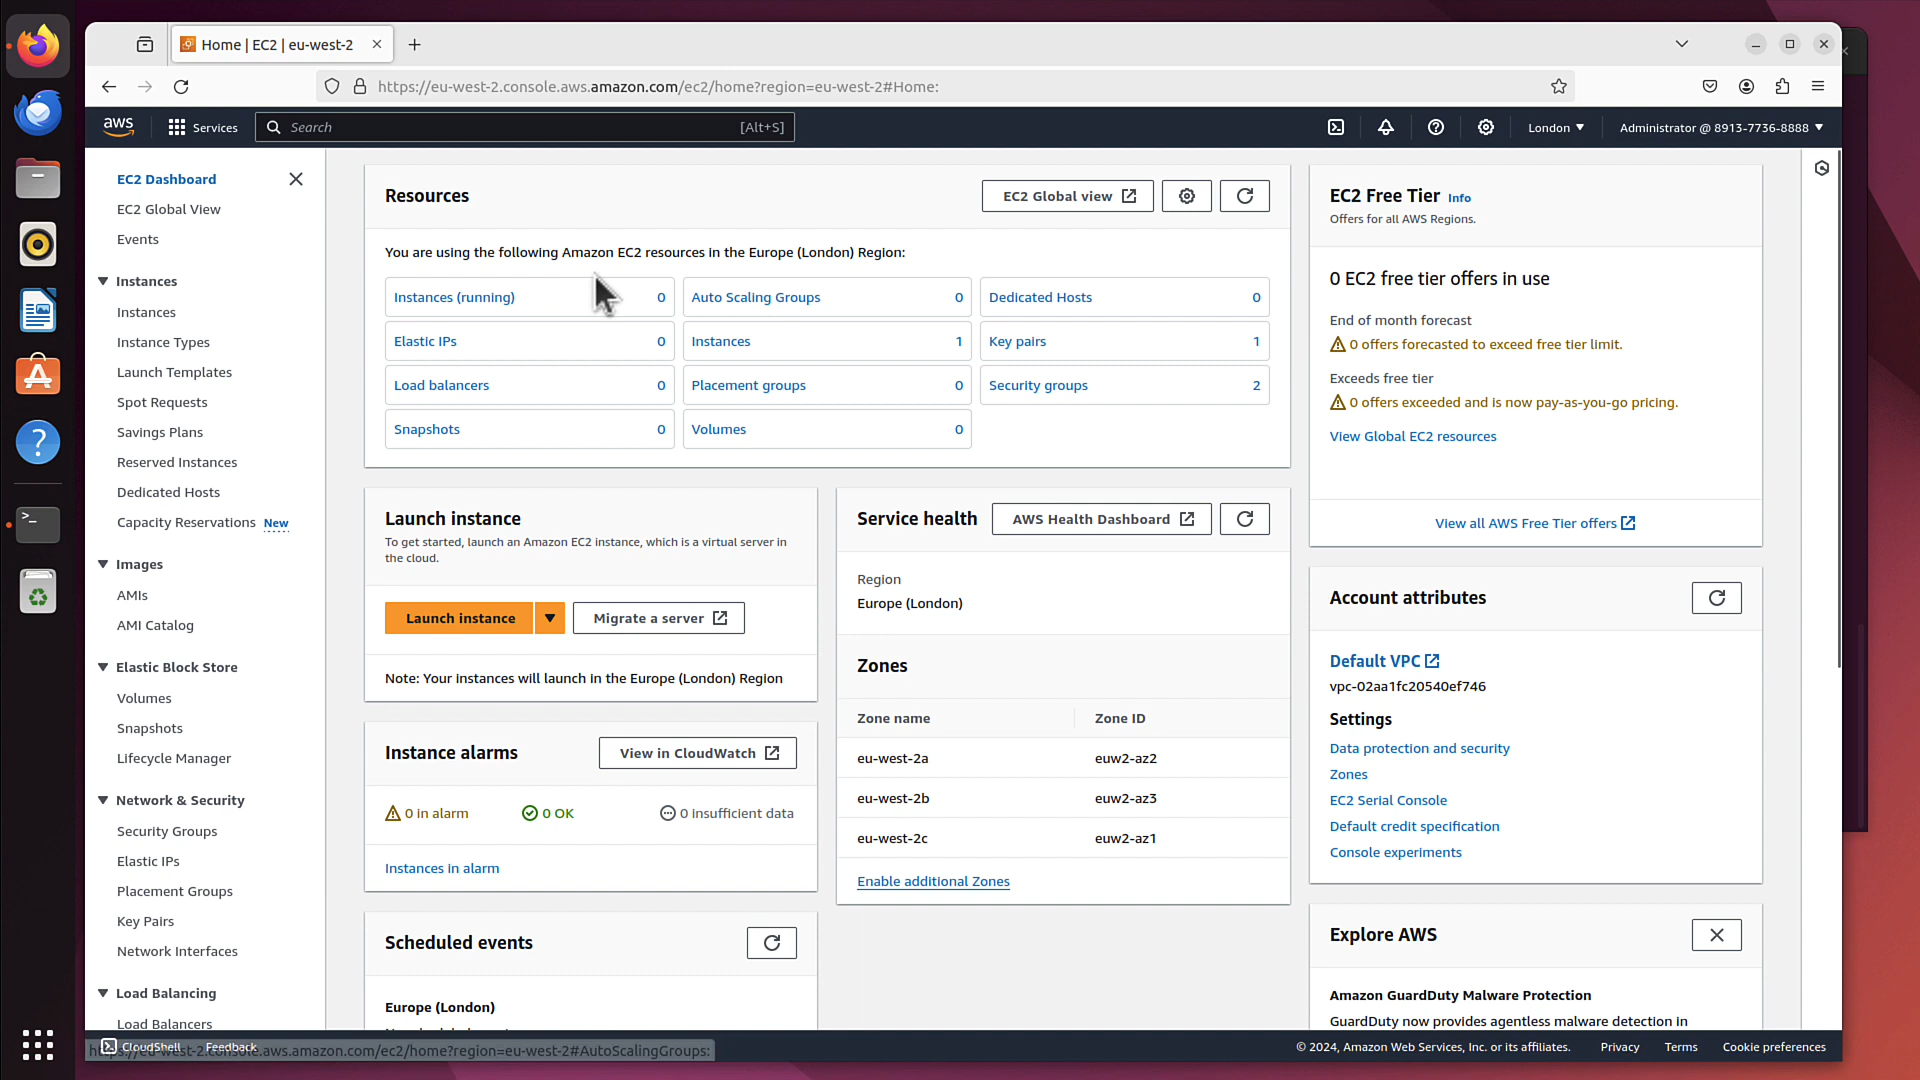 Home | EC2 | eu-west-2
https://eu-west-2.console.aws.amazon.com/ec2/home?region=eu-west-2#Home:
aws
Services
Search
[Alt+S]
London
Administrator @ 8913-7736-8888
EC2 Dashboard
EC2 Global View
Events
Instances
Instances
Instance Types
Launch Templates
Spot Requests
Savings Plans
Reserved Instances
Dedicated Hosts
Capacity Reservations New
Images
AMIs
AMI Catalog
Elastic Block Store
Volumes
Snapshots
Lifecycle Manager
Network & Security
Security Groups
Elastic IPs
Placement Groups
Key Pairs
Network Interfaces
Load Balancing
Load Balancers
Resources
EC2 Global view
You are using the following Amazon EC2 resources in the Europe (London) Region:
Instances (running) 0
Auto Scaling Groups 0
Dedicated Hosts 0
Elastic IPs 0
Instances 1
Key pairs 1
Load balancers 0
Placement groups 0
Security groups 2
Snapshots 0
Volumes 0
Launch instance
To get started, launch an Amazon EC2 instance, which is a virtual server in
the cloud.
Launch instance
Migrate a server
Note: Your instances will launch in the Europe (London) Region
Instance alarms
View in CloudWatch
0 in alarm
0 OK
0 insufficient data
Instances in alarm
Scheduled events
Europe (London)
Service health
AWS Health Dashboard
Region
Europe (London)
Zones
Zone name Zone ID
eu-west-2a euw2-az2
eu-west-2b euw2-az3
eu-west-2c euw2-az1
Enable additional Zones
EC2 Free Tier Info
Offers for all AWS Regions.
0 EC2 free tier offers in use
End of month forecast
0 offers forecasted to exceed free tier limit.
Exceeds free tier
0 offers exceeded and is now pay-as-you-go pricing.
View Global EC2 resources
View all AWS Free Tier offers
Account attributes
Default VPC
vpc-02aa1fc20540ef746
Settings
Data protection and security
Zones
EC2 Serial Console
Default credit specification
Console experiments
Explore AWS
Amazon GuardDuty Malware Protection
GuardDuty now provides agentless malware detection in
CloudShell
Feedback
https://eu-west-2.console.aws.amazon.com/ec2/home?region=eu-west-2#AutoScalingGroups:
© 2024, Amazon Web Services, Inc. or its affiliates.
Privacy
Terms
Cookie preferences